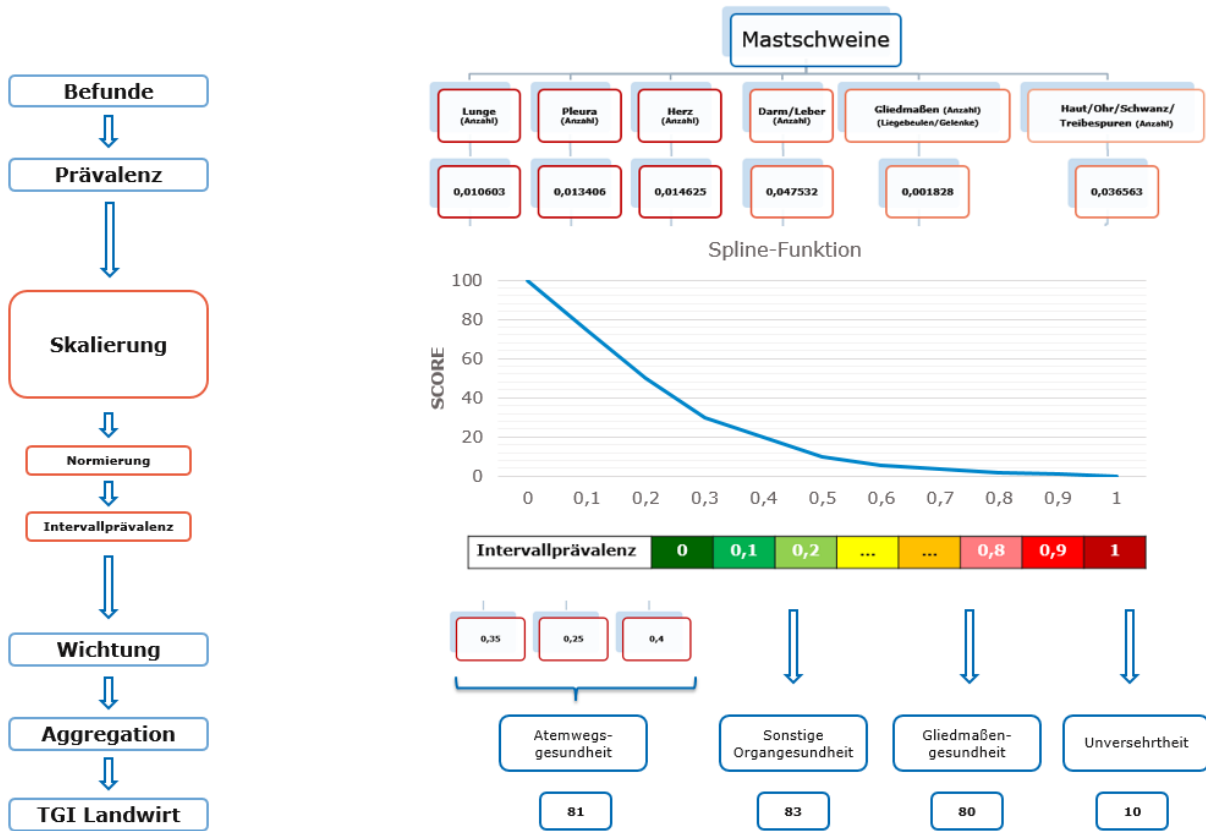 Mastschweine
Befunde
Lunge
(Anzahl)
Pleura
(Anzahl)
Herz
(Anzahl)
Darm/Leber
(Anzahl)
Gliedmaßen (Anzahl)
(Liegebeulen/Gelenke)
Haut/Ohr/Schwanz/
Treibespuren (Anzahl)
Prävalenz
0,010603
0,013406
0,014625
0,047532
0,001828
0,036563
Skalierung
Spline-Funktion
SCORE
100
80
60
40
20
0
0 0,1 0,2 0,3 0,4 0,5 0,6 0,7 0,8 0,9 1
Normierung
Intervallprävalenz
Intervallprävalenz 0 0,1 0,2 ... ... 0,8 0,9 1
Wichtung
0,35
0,25
0,4
Aggregation
Atemwegs-
gesundheit
Sonstige
Organgesundheit
Gliedmaßen-
gesundheit
Unversehrtheit
TGI Landwirt
81
83
80
10